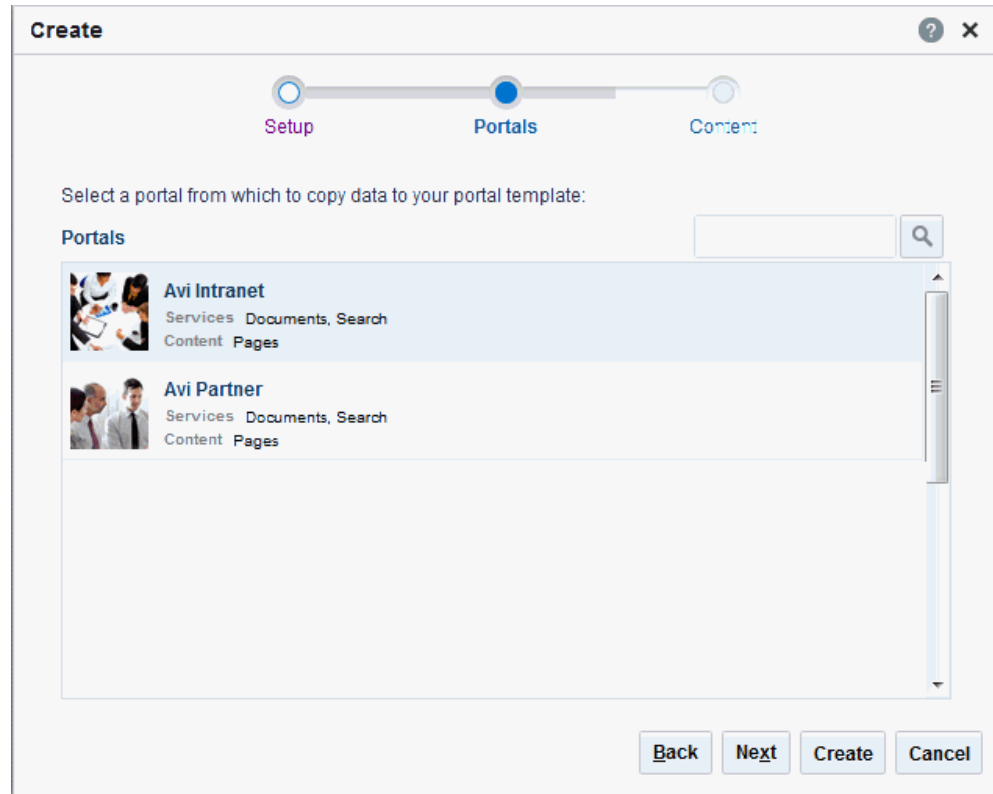 Create
Setup Portals Content
Select a portal from which to copy data to your portal template:
Portals
Avi Intranet
Services Documents, Search
Content Pages
Avi Partner
Services Documents, Search
Content Pages
Back Next Create Cancel